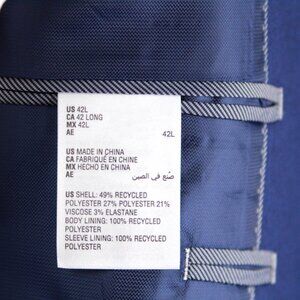 US 42L
CA 42 LONG
MX 42L
AE 42L
US MADE IN CHINA
CA FABRIQUÉ EN CHINE
MX HECHO EN CHINA
AE صنع في الصين
US SHELL: 49% RECYCLED
POLYESTER 27% POLYESTER 21%
VISCOSE 3% ELASTANE
BODY LINING: 100% RECYCLED
POLYESTER
SLEEVE LINING: 100% RECYCLED
POLYESTER